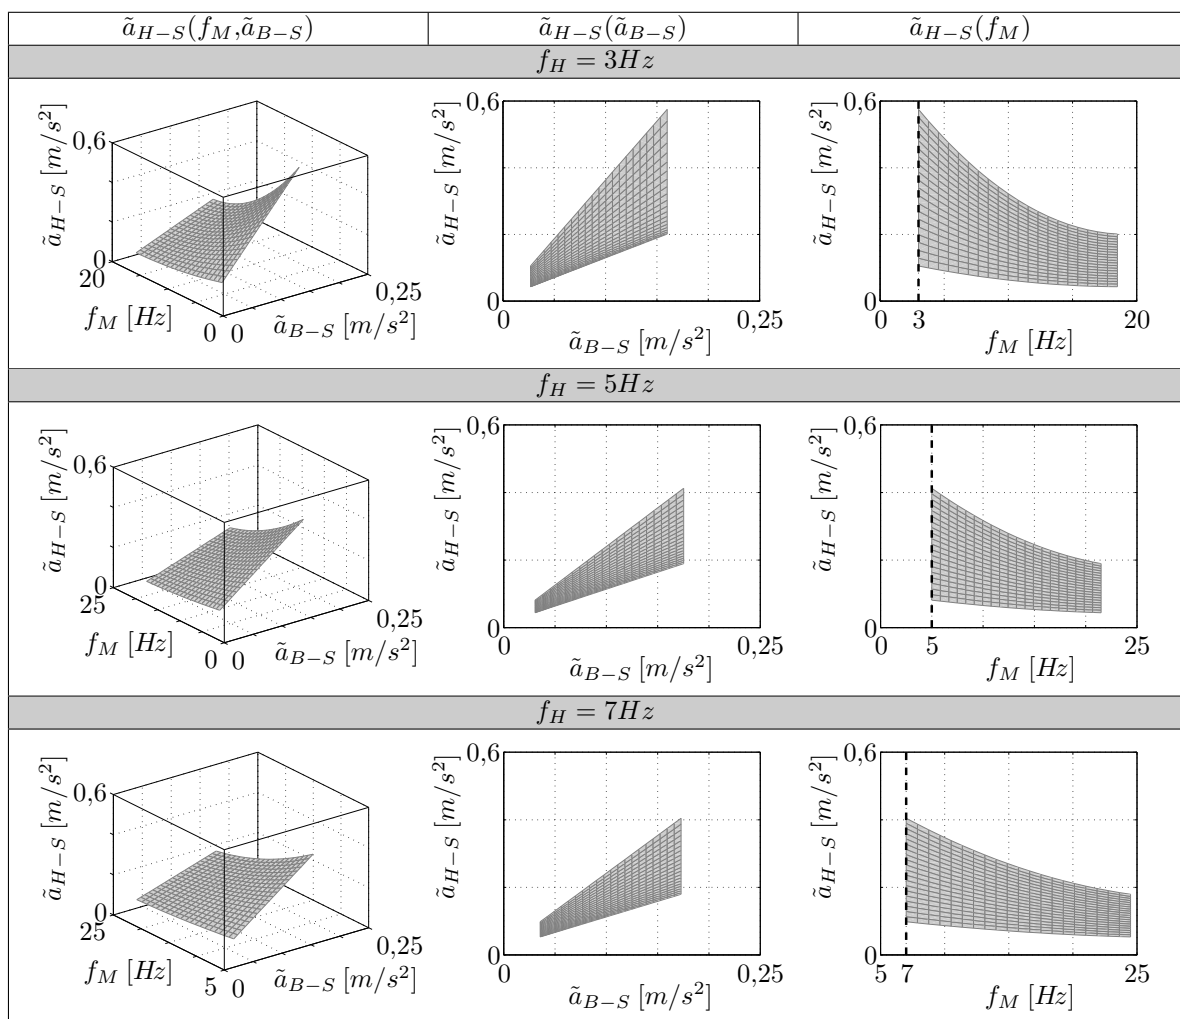 ã_{H−S}(f_M,ã_{B−S}) ã_{H−S}(ã_{B−S}) ã_{H−S}(f_M)
f_H = 3Hz
ã_{H−S} [m/s²]
0,6
0
20
f_M [Hz]
0 0
ã_{B−S} [m/s²]
0,25
ã_{H−S} [m/s²]
0,6
0
0 0,25
ã_{B−S} [m/s²]
ã_{H−S} [m/s²]
0,6
0
0 3 20
f_M [Hz]
f_H = 5Hz
ã_{H−S} [m/s²]
0,6
0
25
f_M [Hz]
0 0
ã_{B−S} [m/s²]
0,25
ã_{H−S} [m/s²]
0,6
0
0 0,25
ã_{B−S} [m/s²]
ã_{H−S} [m/s²]
0,6
0
0 5 25
f_M [Hz]
f_H = 7Hz
ã_{H−S} [m/s²]
0,6
0
25
f_M [Hz]
5 0
ã_{B−S} [m/s²]
0,25
ã_{H−S} [m/s²]
0,6
0
0 0,25
ã_{B−S} [m/s²]
ã_{H−S} [m/s²]
0,6
0
5 7 25
f_M [Hz]